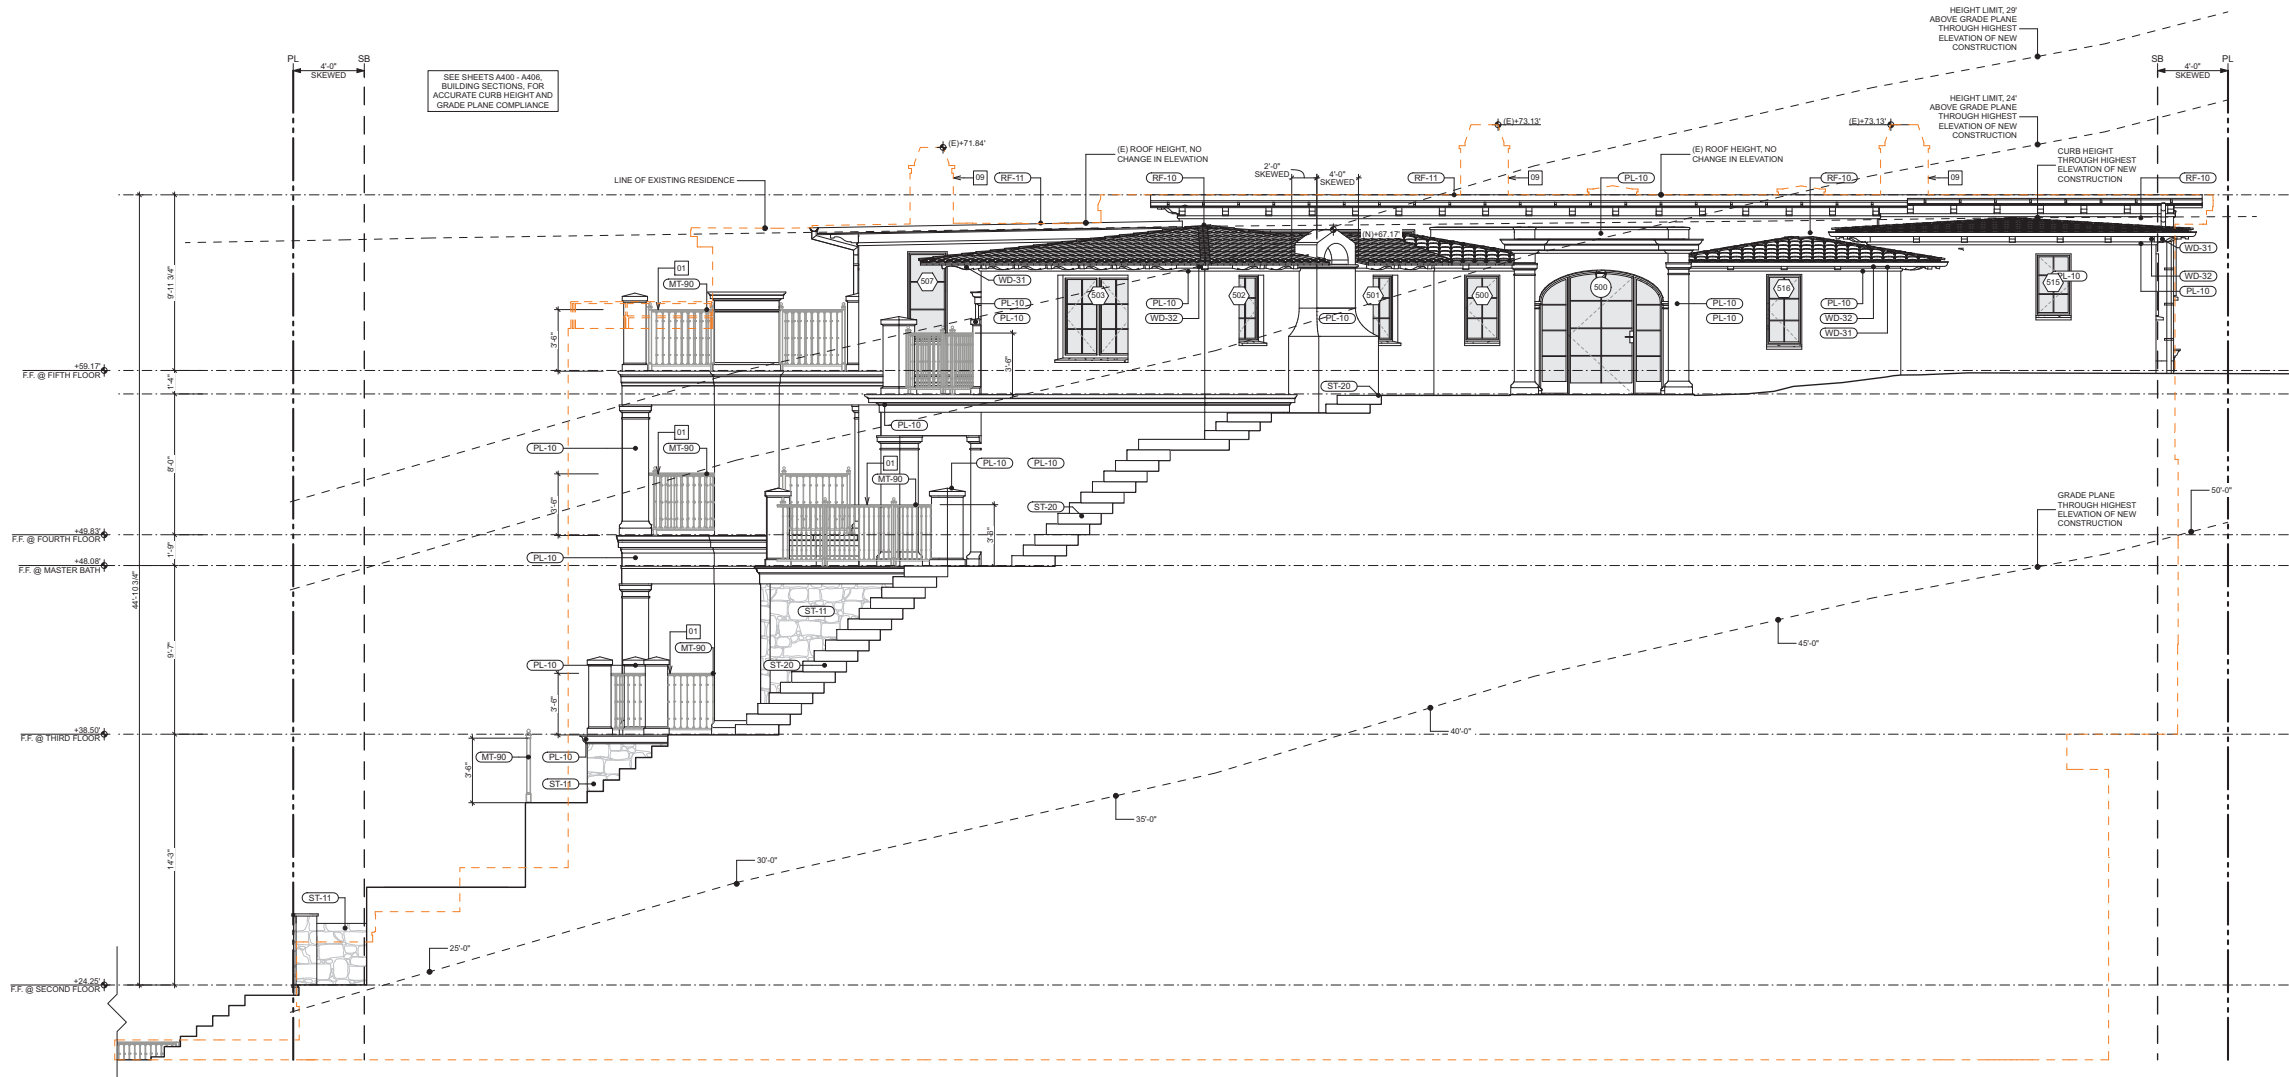 HEIGHT LIMIT, 29'
ABOVE GRADE PLANE
THROUGH HIGHEST
ELEVATION OF NEW
CONSTRUCTION
PL
SB
4'-0"
SKEWED
SEE SHEETS A400 - A406,
BUILDING SECTIONS, FOR
ACCURATE CURB HEIGHT AND
GRADE PLANE COMPLIANCE
SB
PL
4'-0"
SKEWED
HEIGHT LIMIT, 24'
ABOVE GRADE PLANE
THROUGH HIGHEST
ELEVATION OF NEW
CONSTRUCTION
(E)+71.84'
(E)+73.13'
(E)+73.13'
(E) ROOF HEIGHT, NO
CHANGE IN ELEVATION
(E) ROOF HEIGHT, NO
CHANGE IN ELEVATION
CURB HEIGHT
THROUGH HIGHEST
ELEVATION OF NEW
CONSTRUCTION
2'-0"
SKEWED
4'-0"
SKEWED
LINE OF EXISTING RESIDENCE
09
RF-11
RF-10
RF-11
09
PL-10
RF-10
09
RF-10
(N)+67.17'
WD-31
WD-32
PL-10
01
MT-90
507
WD-31
503
502
501
500
500
516
515
PL-10
PL-10
PL-10
PL-10
WD-32
PL-10
PL-10
PL-10
PL-10
WD-32
WD-31
9'-11 3/4"
3'-6"
3'-6"
+59.17'
F.F. @ FIFTH FLOOR
1'-4"
ST-20
PL-10
01
MT-90
PL-10
8'-0"
3'-6"
01
MT-90
PL-10
PL-10
ST-20
3'-6"
GRADE PLANE
THROUGH HIGHEST
ELEVATION OF NEW
CONSTRUCTION
50'-0"
+49.83'
F.F. @ FOURTH FLOOR
1'-9"
PL-10
+48.08'
F.F. @ MASTER BATH
44'-10 3/4"
ST-11
9'-7"
01
MT-90
PL-10
ST-20
45'-0"
3'-6"
+38.50'
F.F. @ THIRD FLOOR
40'-0"
MT-90
PL-10
3'-6"
ST-11
35'-0"
14'-3"
30'-0"
ST-11
25'-0"
+24.25'
F.F. @ SECOND FLOOR